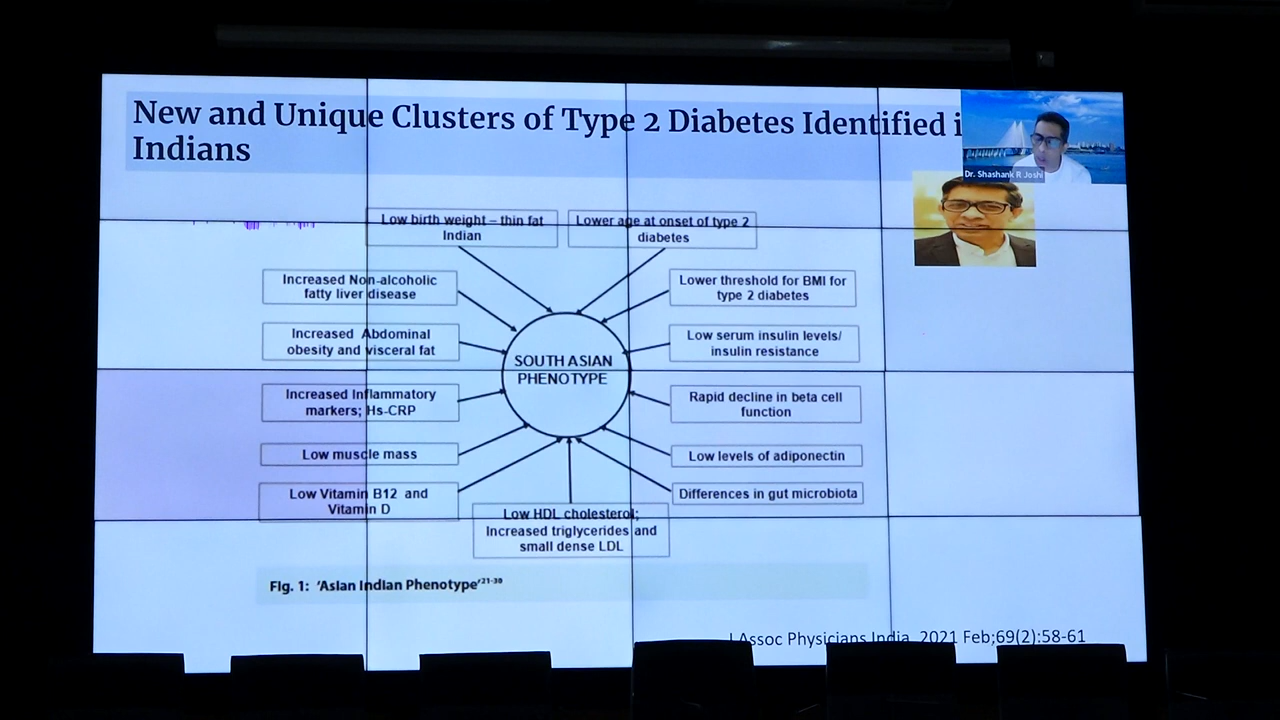 New and Unique Clusters of Type 2 Diabetes Identified i
Indians
Dr. Shashank R Joshi
Low birth weight – thin fat
Indian
Lower age at onset of type 2
diabetes
Increased Non-alcoholic
fatty liver disease
Lower threshold for BMI for
type 2 diabetes
Increased Abdominal
obesity and visceral fat
Low serum insulin levels/
insulin resistance
SOUTH ASIAN
PHENOTYPE
Increased Inflammatory
markers; Hs-CRP
Rapid decline in beta cell
function
Low muscle mass
Low levels of adiponectin
Low Vitamin B12 and
Vitamin D
Differences in gut microbiota
Low HDL cholesterol;
Increased triglycerides and
small dense LDL
Fig. 1: 'Asian Indian Phenotype'21-30
J Assoc Physicians India. 2021 Feb;69(2):58-61